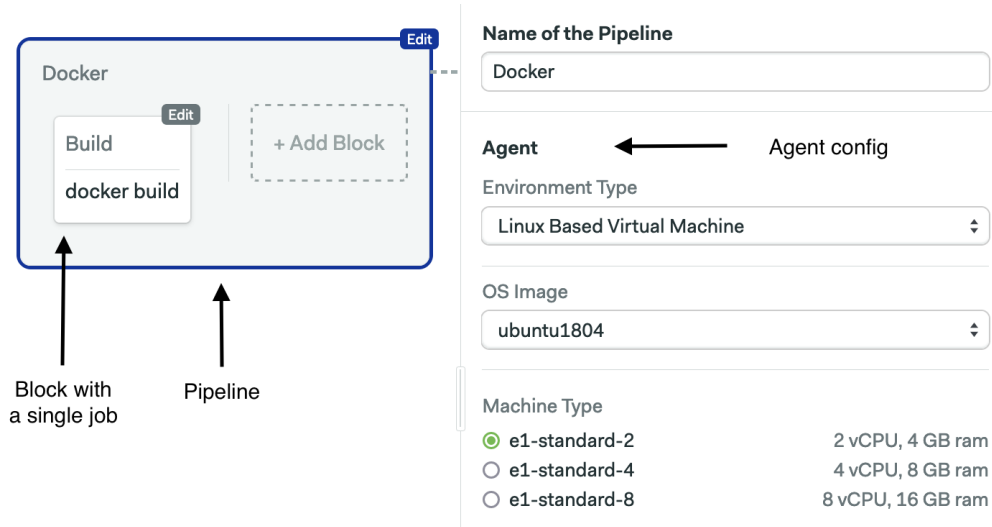 Edit
Docker
Edit
Build
docker build
+ Add Block
Block with
a single job
Pipeline
Name of the Pipeline
Docker
Agent
Agent config
Environment Type
Linux Based Virtual Machine
OS Image
ubuntu1804
Machine Type
e1-standard-2 2 vCPU, 4 GB ram
e1-standard-4 4 vCPU, 8 GB ram
e1-standard-8 8 vCPU, 16 GB ram